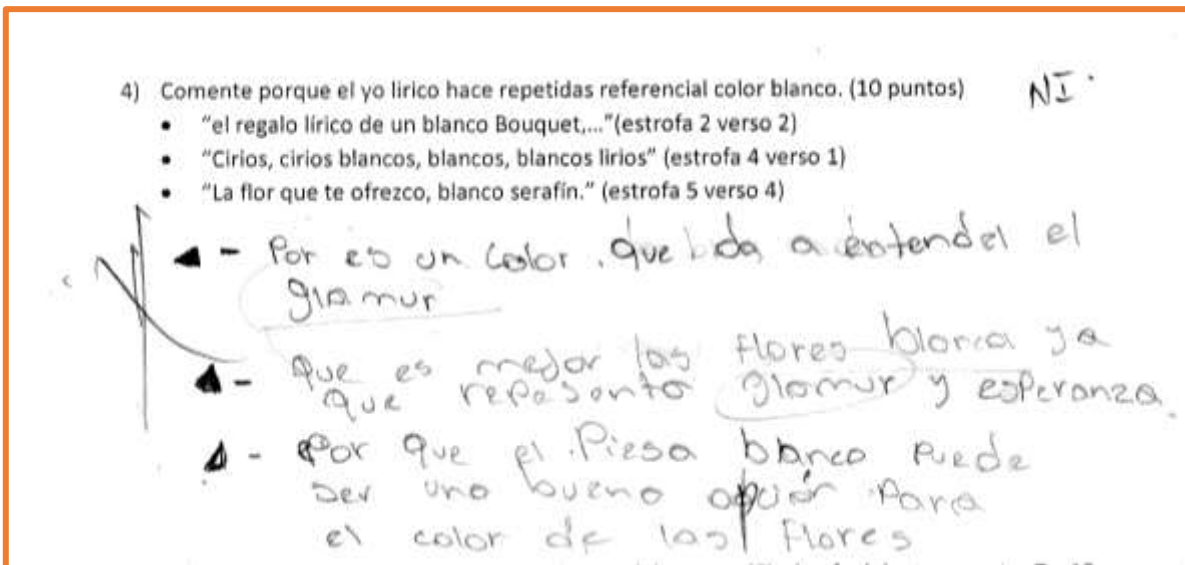 4) Comente porque el yo lirico hace repetidas referencial color blanco. (10 puntos) NI.
• "el regalo lírico de un blanco Bouquet,..."(estrofa 2 verso 2)
• "Cirios, cirios blancos, blancos, blancos lirios" (estrofa 4 verso 1)
• "La flor que te ofrezco, blanco serafín." (estrofa 5 verso 4)
- Por es un color. que da a entendel el
glamur
- que es mejor las flores blanca ya
que repesenta glamur y esperanza.
- Por que el Piesa blanco puede
ser una buena opción Para
el color de las flores